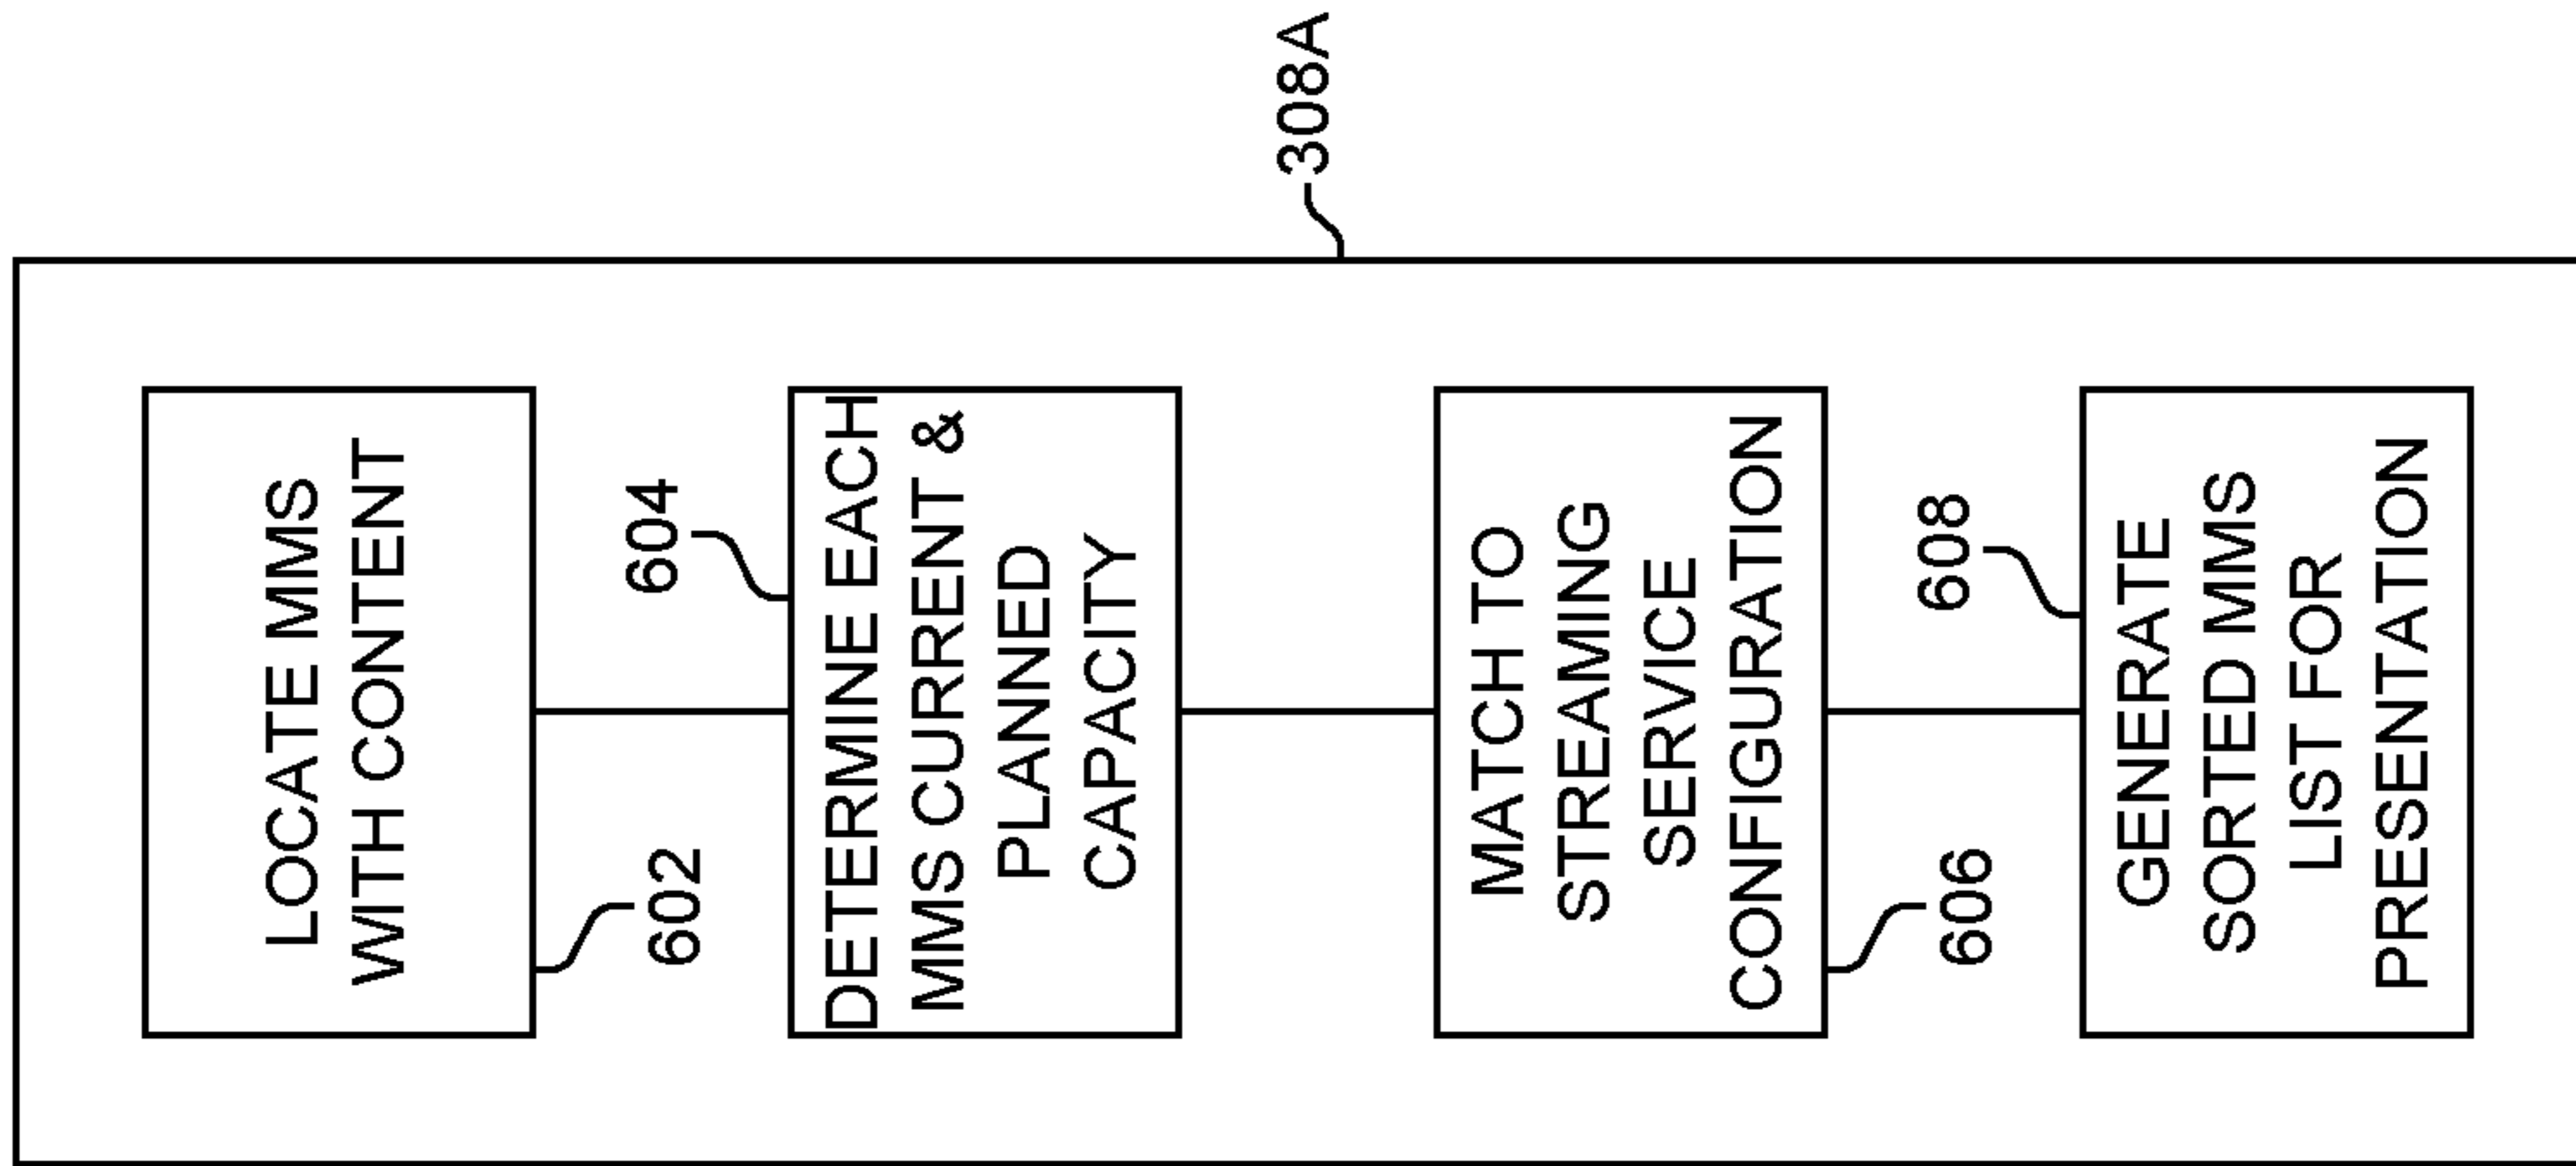 308A
LOCATE MMS
WITH CONTENT
602
604
DETERMINE EACH
MMS CURRENT &
PLANNED
CAPACITY
MATCH TO
STREAMING
SERVICE
CONFIGURATION
606
608
GENERATE
SORTED MMS
LIST FOR
PRESENTATION